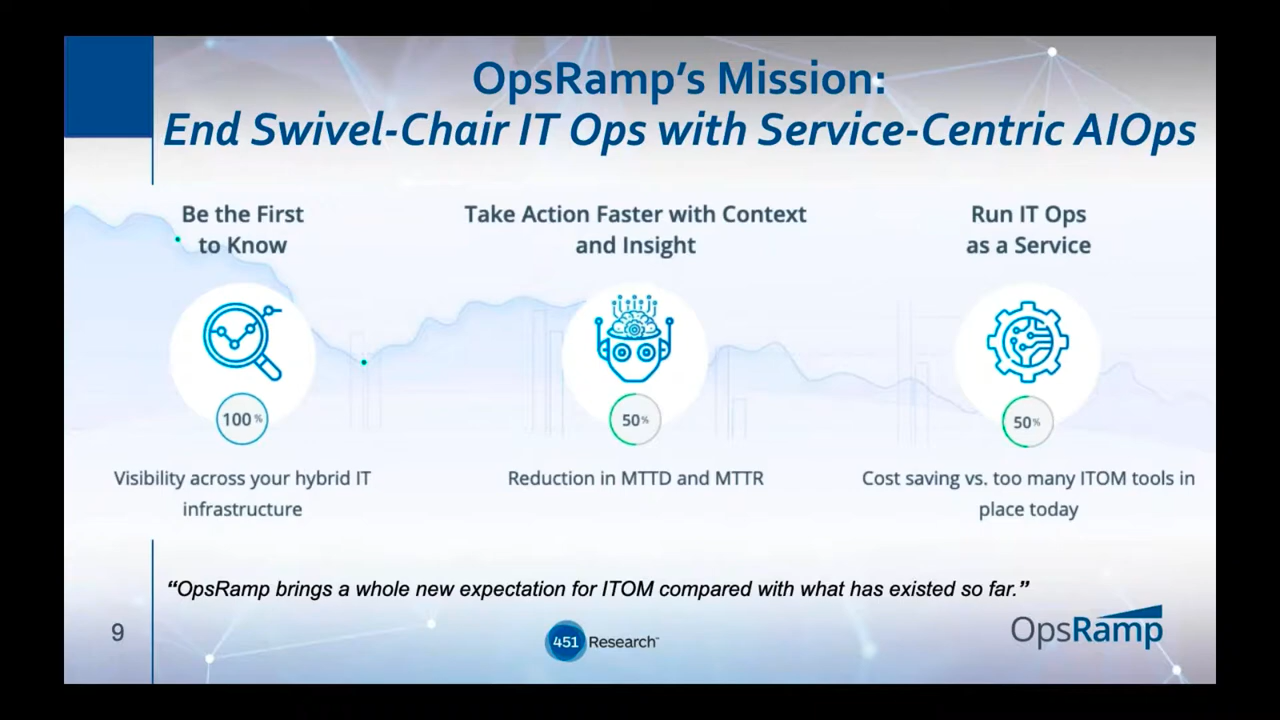 OpsRamp's Mission:
End Swivel-Chair IT Ops with Service-Centric AIOps
Be the First
to Know
100%
Visibility across your hybrid IT
infrastructure
Take Action Faster with Context
and Insight
50%
Reduction in MTTD and MTTR
Run IT Ops
as a Service
50%
Cost saving vs. too many ITOM tools in
place today
“OpsRamp brings a whole new expectation for ITOM compared with what has existed so far.”
9
451 Research
OpsRamp